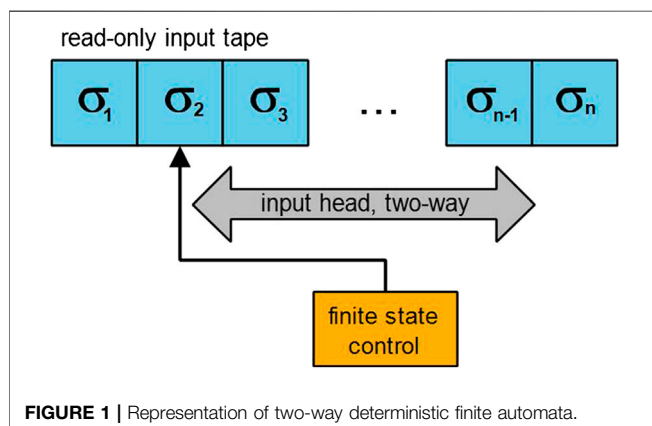 read-only input tape
σ1 σ2 σ3 ... σn-1 σn
input head, two-way
finite state
control
FIGURE 1 | Representation of two-way deterministic finite automata.